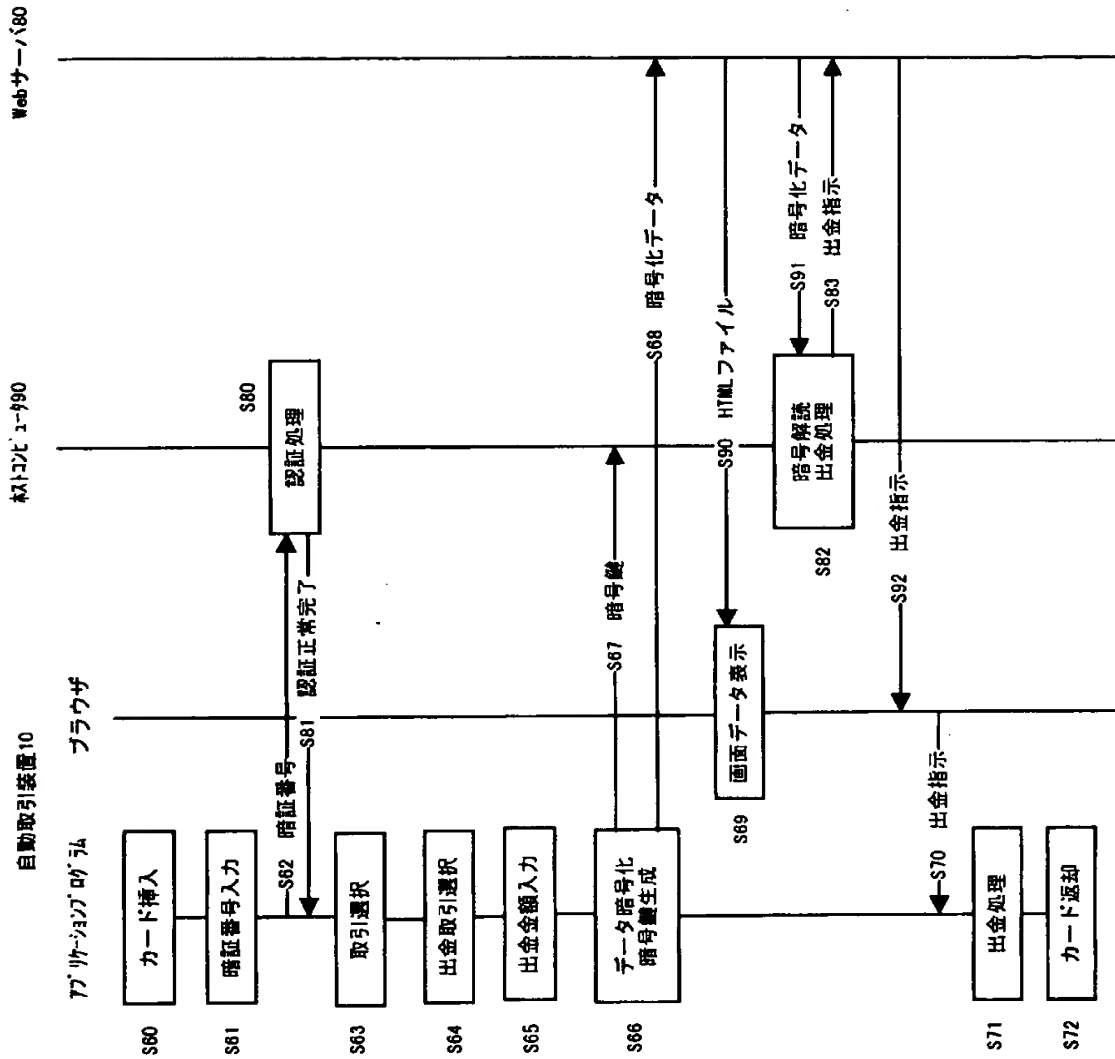 自動取引装置10
アプリケーションプログラム
ブラウザ
ホストコンピュータ90
Webサーバ80
S60
カード挿入
S61
暗証番号入力
S62 暗証番号
S80
認証処理
S81 認証正常完了
S63
取引選択
S64
出金取引選択
S65
出金金額入力
S66
データ暗号化
暗号鍵生成
S67 暗号鍵
S68 暗号化データ
S90 HTMLファイル
S69
画面データ表示
S91 暗号化データ
S82
暗号解読
出金処理
S83 出金指示
S92 出金指示
S70 出金指示
S71
出金処理
S72
カード返却